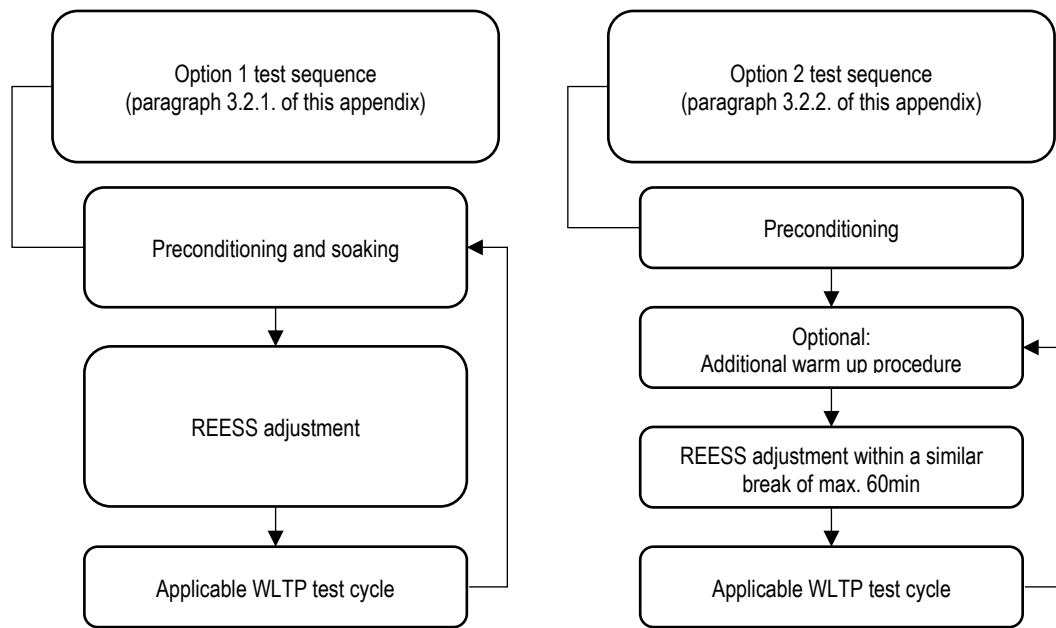 Option 1 test sequence
(paragraph 3.2.1. of this appendix)
Preconditioning and soaking
REESS adjustment
Applicable WLTP test cycle
Option 2 test sequence
(paragraph 3.2.2. of this appendix)
Preconditioning
Optional:
Additional warm up procedure
REESS adjustment within a similar
break of max. 60min
Applicable WLTP test cycle